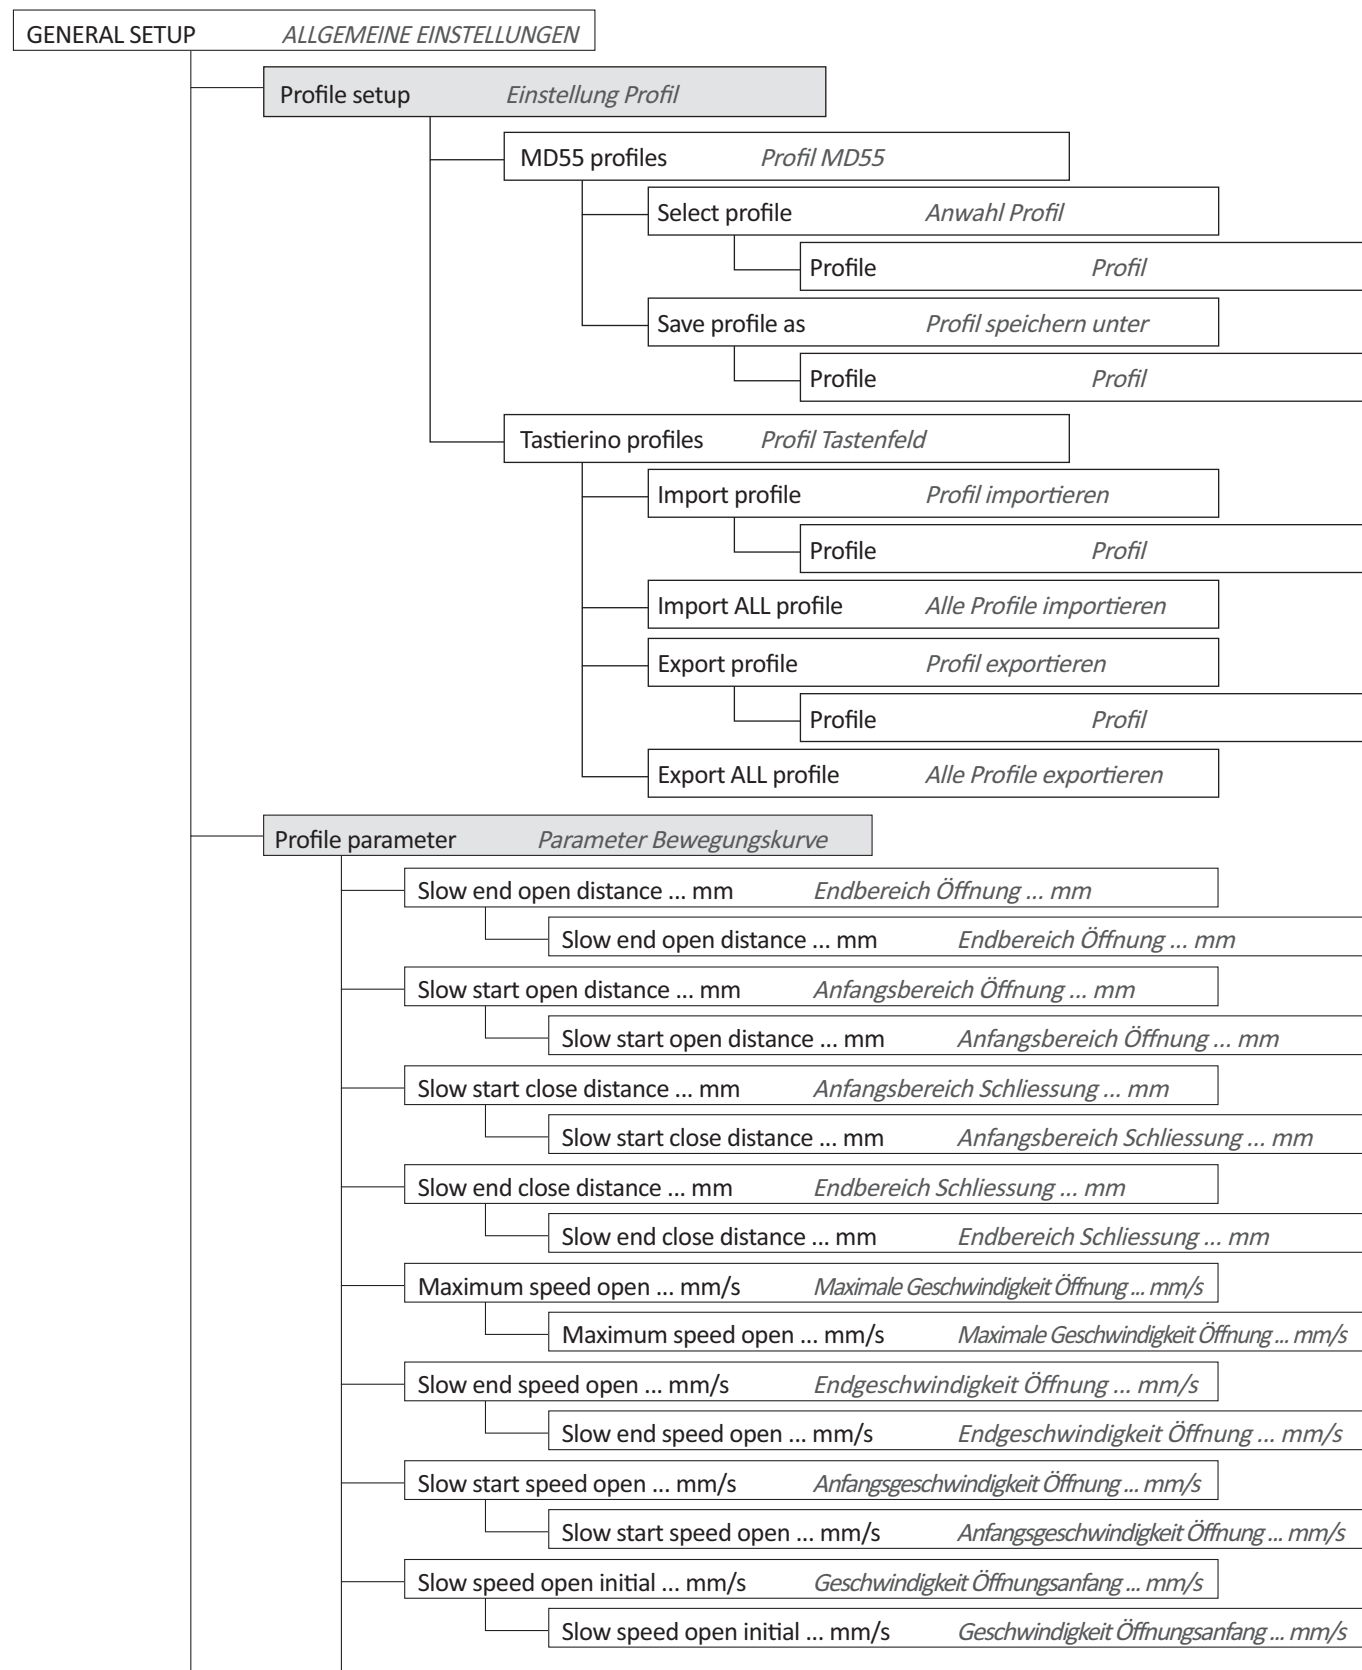 GENERAL SETUP ALLGEMEINE EINSTELLUNGEN
Profile setup Einstellung Profil
MD55 profiles Profil MD55
Select profile Anwahl Profil
Profile Profil
Save profile as Profil speichern unter
Profile Profil
Tastierino profiles Profil Tastenfeld
Import profile Profil importieren
Profile Profil
Import ALL profile Alle Profile importieren
Export profile Profil exportieren
Profile Profil
Export ALL profile Alle Profile exportieren
Profile parameter Parameter Bewegungskurve
Slow end open distance ... mm Endbereich Öffnung ... mm
Slow end open distance ... mm Endbereich Öffnung ... mm
Slow start open distance ... mm Anfangsbereich Öffnung ... mm
Slow start open distance ... mm Anfangsbereich Öffnung ... mm
Slow start close distance ... mm Anfangsbereich Schliessung ... mm
Slow start close distance ... mm Anfangsbereich Schliessung ... mm
Slow end close distance ... mm Endbereich Schliessung ... mm
Slow end close distance ... mm Endbereich Schliessung ... mm
Maximum speed open ... mm/s Maximale Geschwindigkeit Öffnung ... mm/s
Maximum speed open ... mm/s Maximale Geschwindigkeit Öffnung ... mm/s
Slow end speed open ... mm/s Endgeschwindigkeit Öffnung ... mm/s
Slow end speed open ... mm/s Endgeschwindigkeit Öffnung ... mm/s
Slow start speed open ... mm/s Anfangsgeschwindigkeit Öffnung ... mm/s
Slow start speed open ... mm/s Anfangsgeschwindigkeit Öffnung ... mm/s
Slow speed open initial ... mm/s Geschwindigkeit Öffnungsanfang ... mm/s
Slow speed open initial ... mm/s Geschwindigkeit Öffnungsanfang ... mm/s